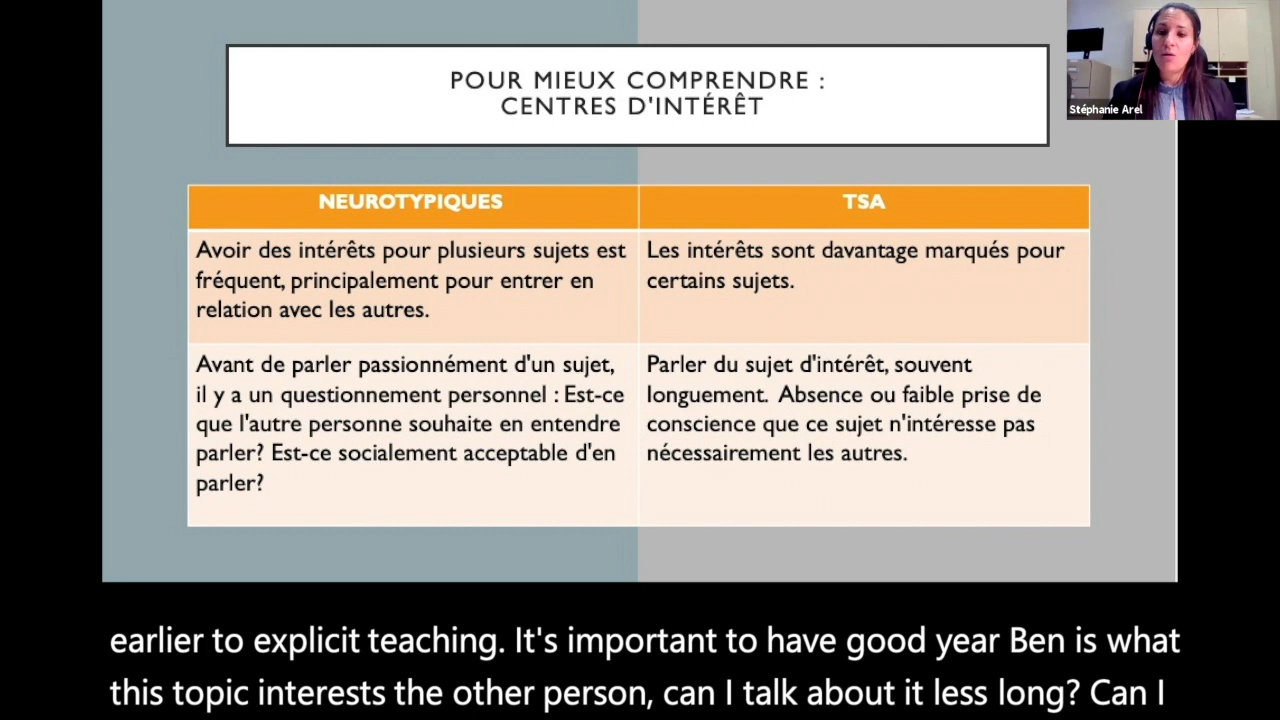 POUR MIEUX COMPRENDRE :
CENTRES D'INTÉRÊT
Stéphanie Arel
NEUROTYPIQUES
TSA
Avoir des intérêts pour plusieurs sujets est
fréquent, principalement pour entrer en
relation avec les autres.
Les intérêts sont davantage marqués pour
certains sujets.
Avant de parler passionnément d'un sujet,
il y a un questionnement personnel : Est-ce
que l'autre personne souhaite en entendre
parler? Est-ce socialement acceptable d'en
parler?
Parler du sujet d'intérêt, souvent
longuement. Absence ou faible prise de
conscience que ce sujet n'intéresse pas
nécessairement les autres.
earlier to explicit teaching. It's important to have good year Ben is what
this topic interests the other person, can I talk about it less long? Can I